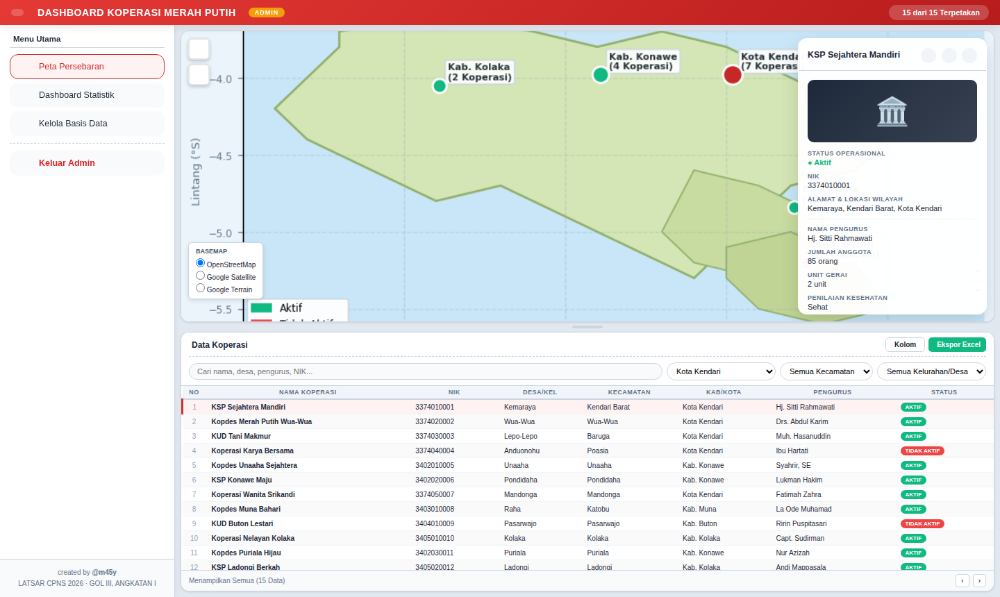 DASHBOARD KOPERASI MERAH PUTIH ADMIN
15 dari 15 Terpetakan
Menu Utama
Peta Persebaran
Dashboard Statistik
Kelola Basis Data
Keluar Admin
created by @m45y
LATSAR CPNS 2026 · GOL III, ANGKATAN I
Lintang (°S)
−4.0
−4.5
−5.0
−5.5
Kab. Kolaka
(2 Koperasi)
Kab. Konawe
(4 Koperasi)
Kota
(7
BASEMAP
OpenStreetMap
Google Satellite
Google Terrain
Aktif
Tidak Aktif
KSP Sejahtera Mandiri
STATUS OPERASIONAL
● Aktif
NIK
3374010001
ALAMAT & LOKASI WILAYAH
Kemaraya, Kendari Barat, Kota Kendari
NAMA PENGURUS
Hj. Sitti Rahmawati
JUMLAH ANGGOTA
85 orang
UNIT GERAI
2 unit
PENILAIAN KESEHATAN
Sehat
Data Koperasi
Kolom
Ekspor Excel
Cari nama, desa, pengurus, NIK...
Kota Kendari
Semua Kecamatan
Semua Kelurahan/Desa
NO NAMA KOPERASI NIK DESA/KEL KECAMATAN KAB/KOTA PENGURUS STATUS
1 KSP Sejahtera Mandiri 3374010001 Kemaraya Kendari Barat Kota Kendari Hj. Sitti Rahmawati AKTIF
2 Kopdes Merah Putih Wua-Wua 3374020002 Wua-Wua Wua-Wua Kota Kendari Drs. Abdul Karim AKTIF
3 KUD Tani Makmur 3374030003 Lepo-Lepo Baruga Kota Kendari Muh. Hasanuddin AKTIF
4 Koperasi Karya Bersama 3374040004 Anduonohu Poasia Kota Kendari Ibu Hartati TIDAK AKTIF
5 Kopdes Unaaha Sejahtera 3402010005 Unaaha Unaaha Kab. Konawe Syahrir, SE AKTIF
6 KSP Konawe Maju 3402020006 Pondidaha Pondidaha Kab. Konawe Lukman Hakim AKTIF
7 Koperasi Wanita Srikandi 3374050007 Mandonga Mandonga Kota Kendari Fatimah Zahra AKTIF
8 Kopdes Muna Bahari 3403010008 Raha Katobu Kab. Muna La Ode Muhamad AKTIF
9 KUD Buton Lestari 3404010009 Pasarwajo Pasarwajo Kab. Buton Ririn Puspitasari TIDAK AKTIF
10 Koperasi Nelayan Kolaka 3405010010 Kolaka Kolaka Kab. Kolaka Capt. Sudirman AKTIF
11 Kopdes Puriala Hijau 3402030011 Puriala Puriala Kab. Konawe Nur Azizah AKTIF
12 KSP Ladongi Berkah 3405020012 Ladongi Ladongi Kab. Kolaka Andi Mappasala AKTIF
Menampilkan Semua (15 Data)
‹ ›